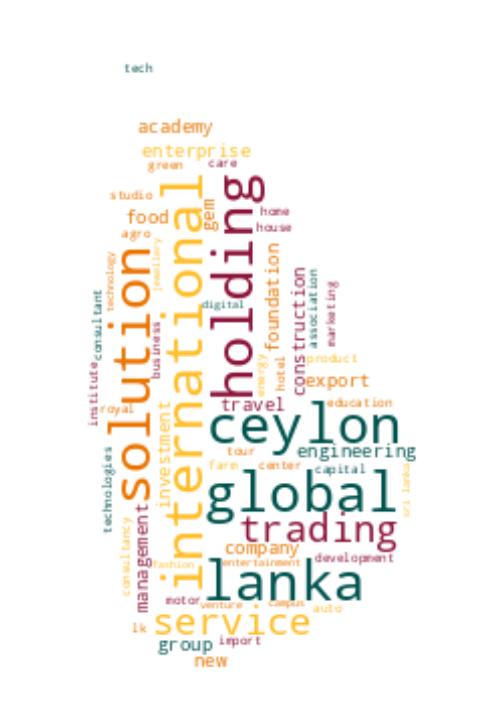 tech
academy
enterprise
green
care
studio
food
gem
home
house
agro
international
holding
solution
jewellery
technology
digital
foundation
construction
association
marketing
consultant
business
energy
hotel
product
export
institute
royal
travel
education
ceylon
investment
engineering
tour
farm
center
capital
sri lanka
technologies
global
management
consultancy
trading
company
development
fashion
entertainment
lanka
motor
venture
campus
auto
lk
service
group
import
new